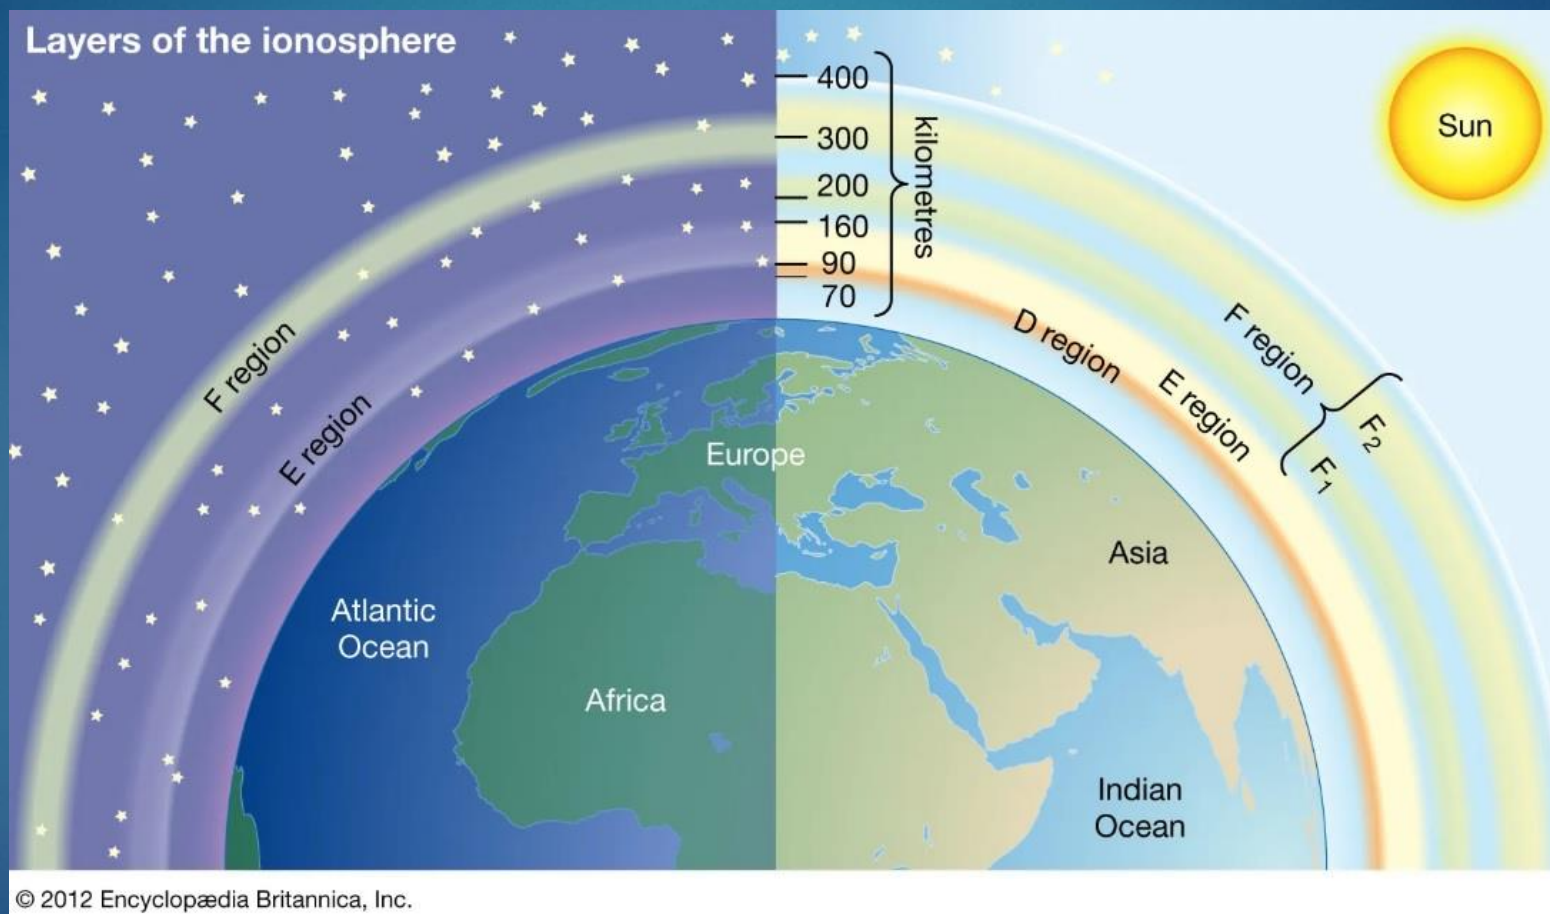 Layers of the ionosphere
400
300
200
160
90
70
kilometres
Sun
F region
E region
D region
E region
F region
F₂
F₁
Europe
Asia
Atlantic
Ocean
Africa
Indian
Ocean
© 2012 Encyclopædia Britannica, Inc.